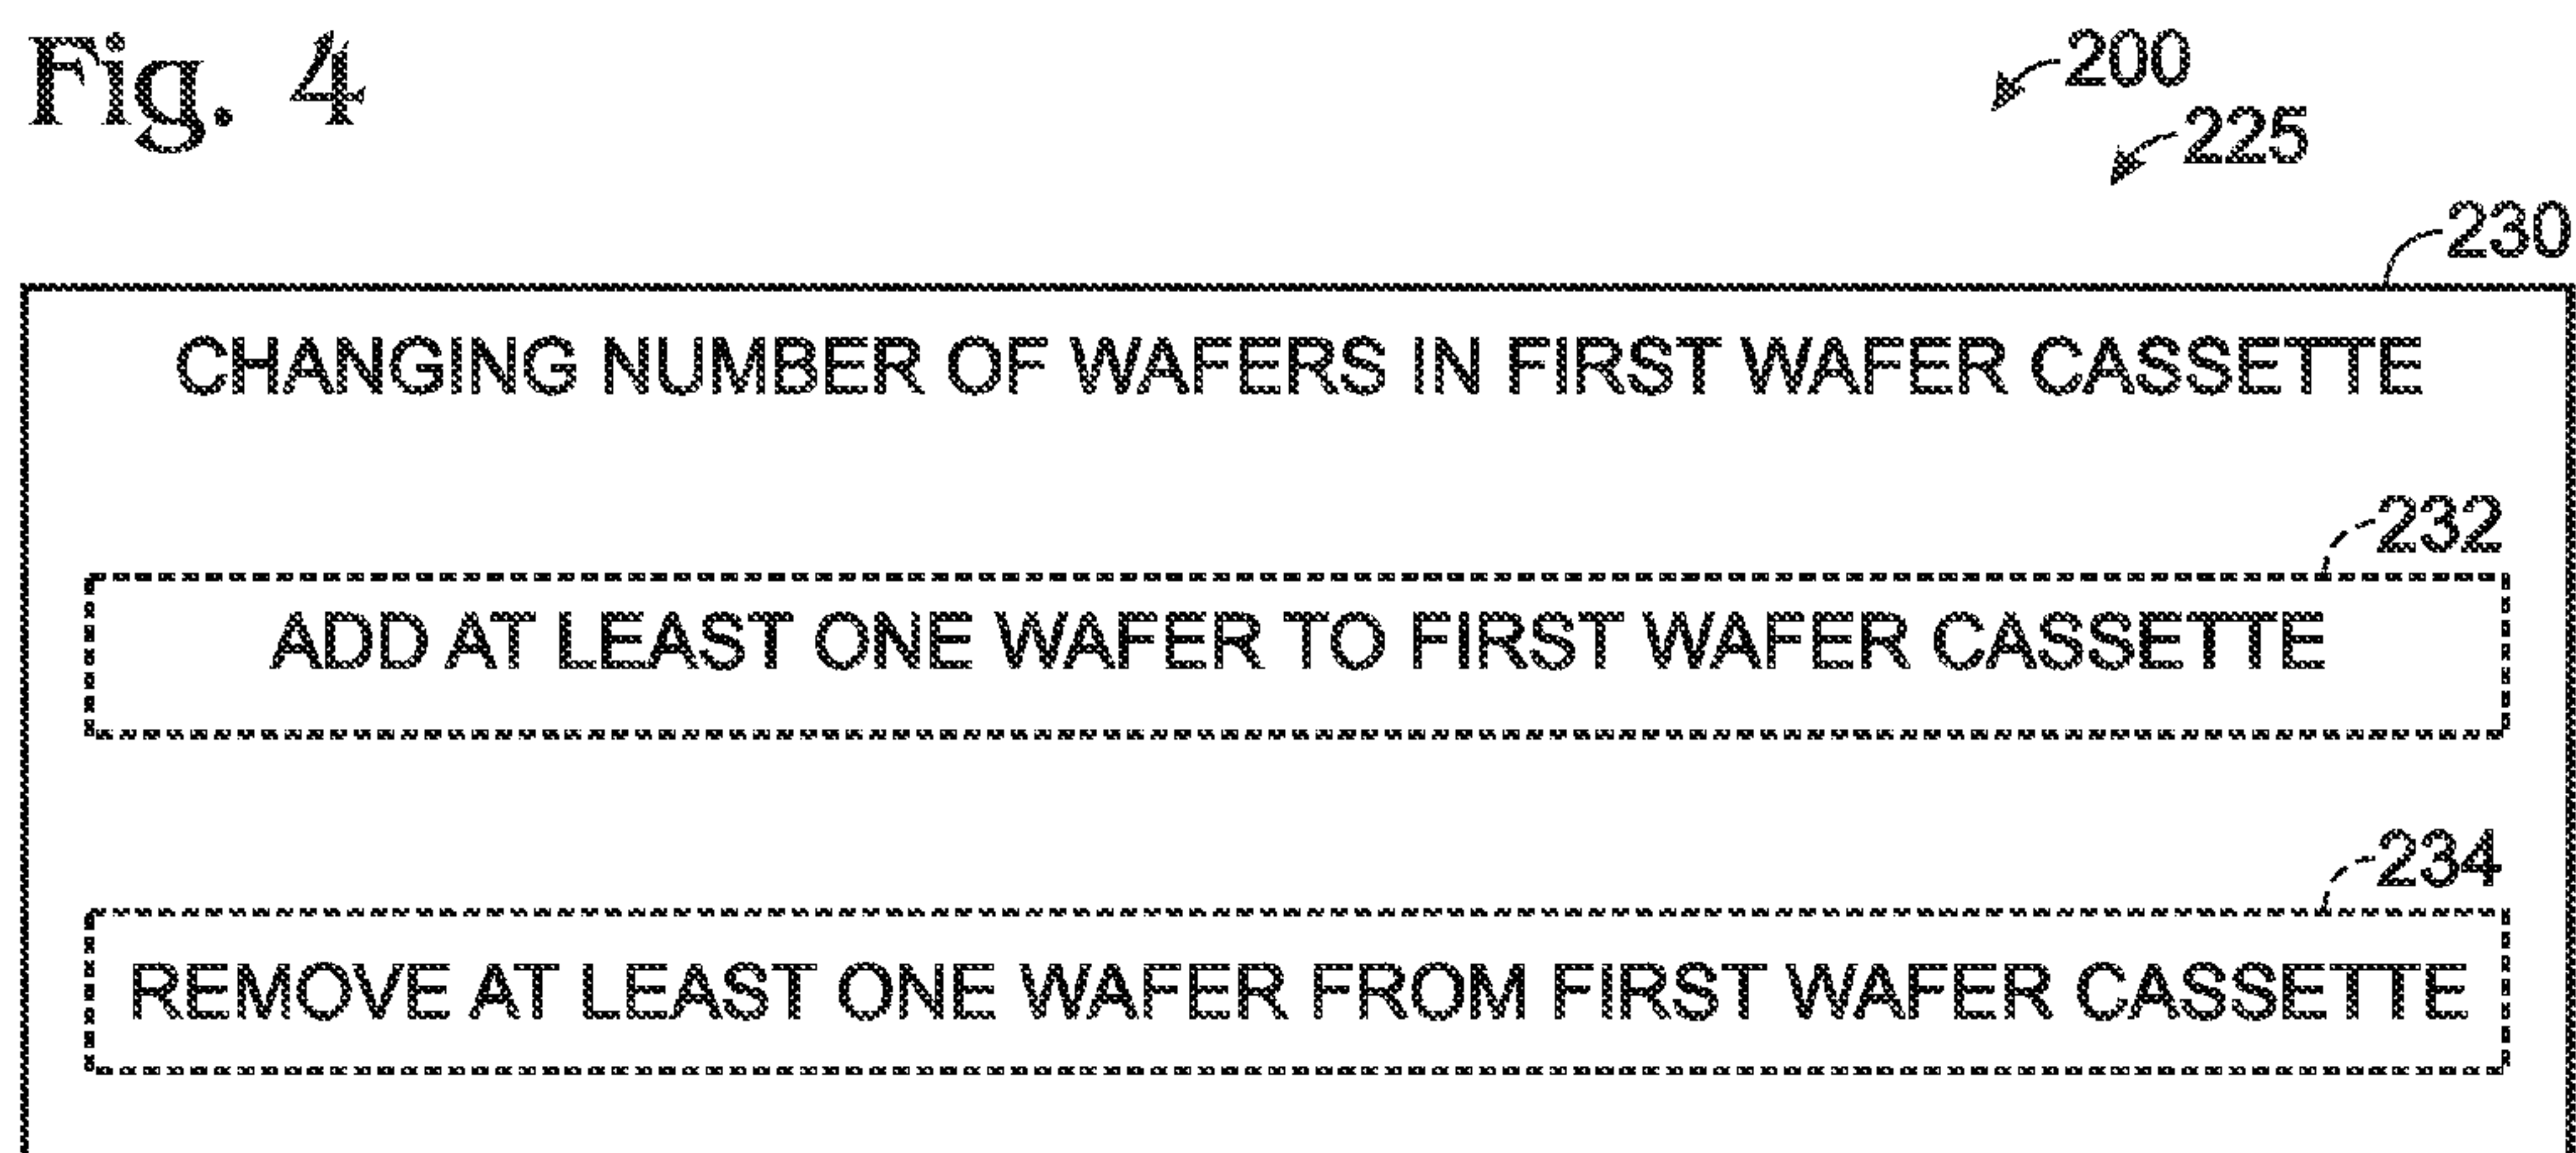 Fig. 4
200
225
230
CHANGING NUMBER OF WAFERS IN FIRST WAFER CASSETTE
232
ADD AT LEAST ONE WAFER TO FIRST WAFER CASSETTE
234
REMOVE AT LEAST ONE WAFER FROM FIRST WAFER CASSETTE